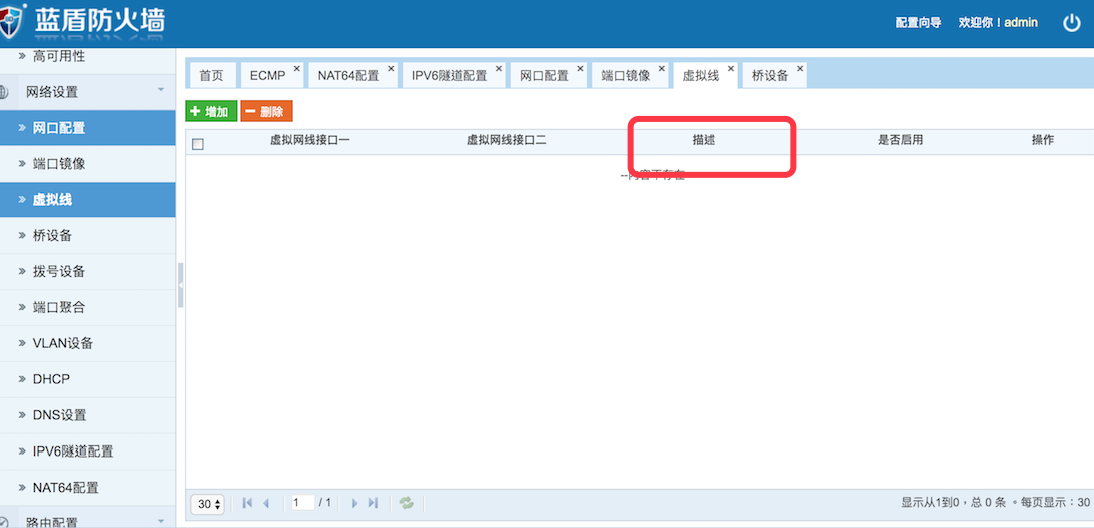 蓝盾防火墙
配置向导 欢迎你！admin
高可用性
网络设置
网口配置
端口镜像
虚拟线
桥设备
拨号设备
端口聚合
VLAN设备
DHCP
DNS设置
IPV6隧道配置
NAT64配置
路由配置
首页 ECMP NAT64配置 IPV6隧道配置 网口配置 端口镜像 虚拟线 桥设备
增加 删除
虚拟网线接口一 虚拟网线接口二 描述 是否启用 操作
--内容不存在
30 1 / 1 显示从1到0，总 0 条 。每页显示：30